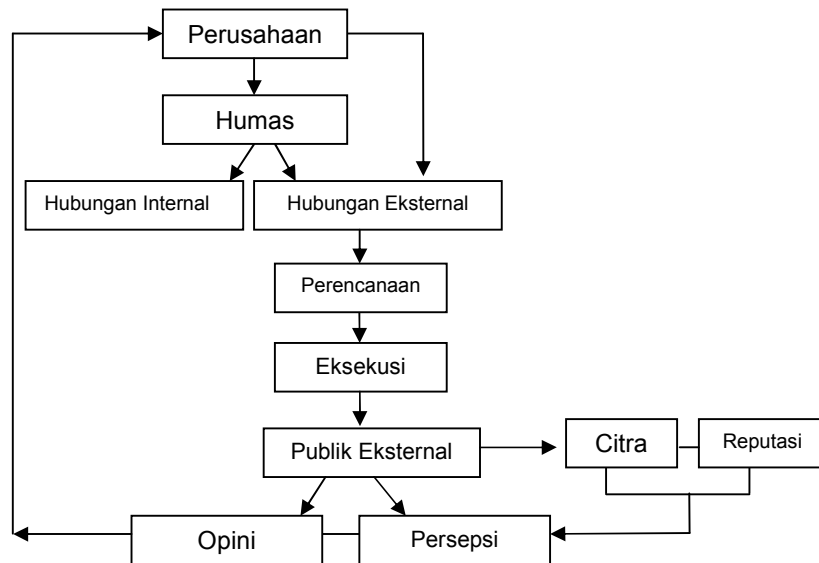 Perusahaan
Humas
Hubungan Internal
Hubungan Eksternal
Perencanaan
Eksekusi
Publik Eksternal
Citra
Reputasi
Opini
Persepsi